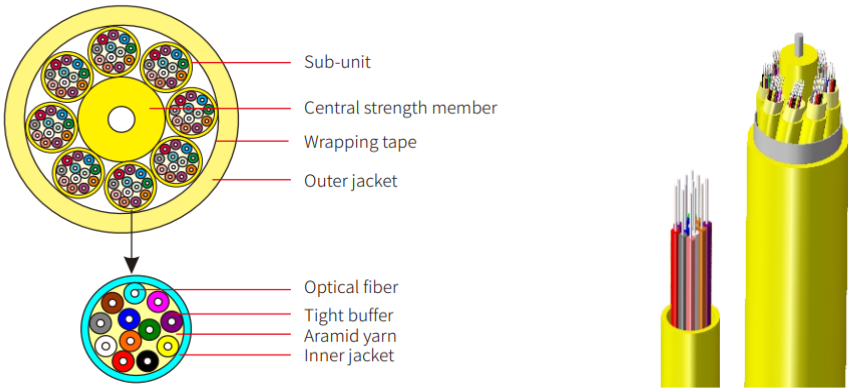 Sub-unit
Central strength member
Wrapping tape
Outer jacket
Optical fiber
Tight buffer
Aramid yarn
Inner jacket